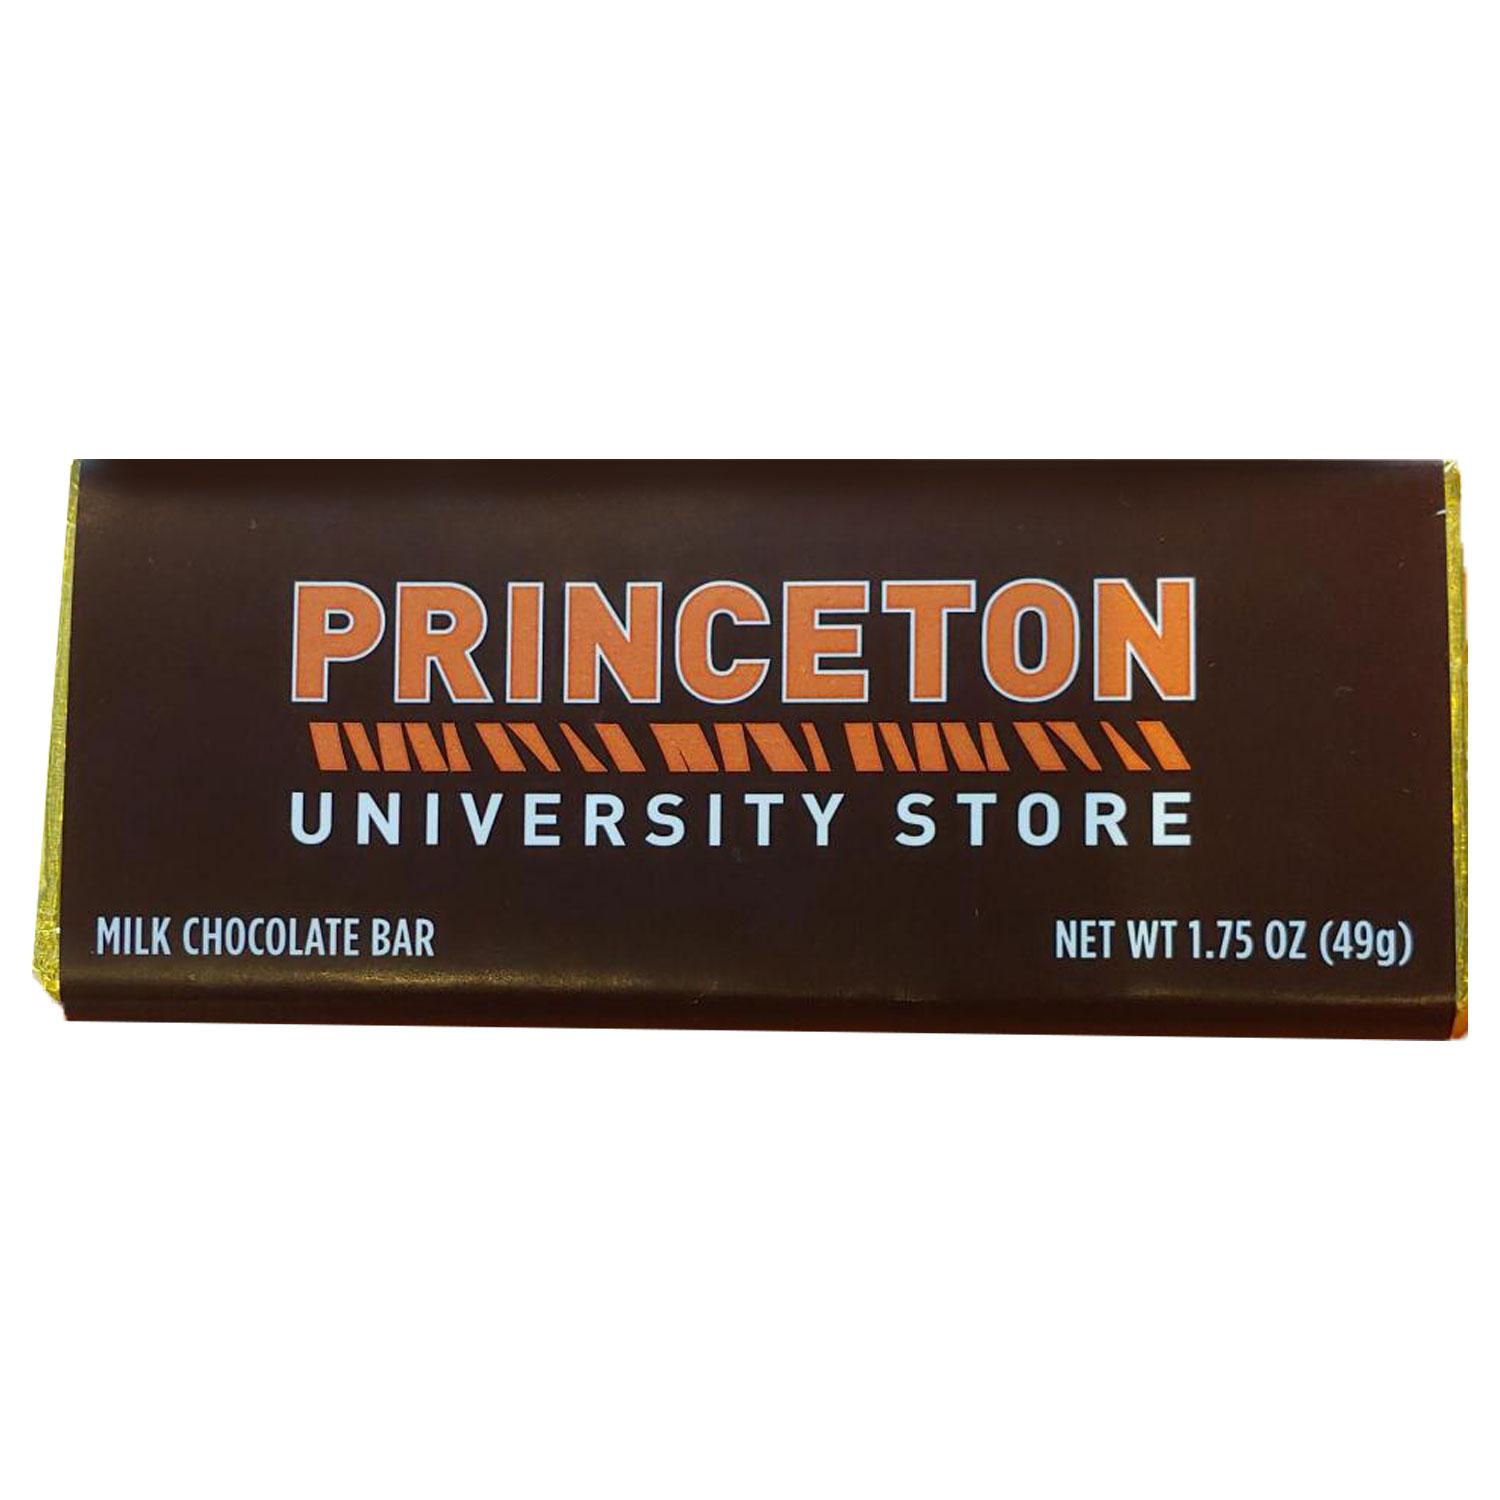 PRINCETON
UNIVERSITY STORE
MILK CHOCOLATE BAR
NET WT 1.75 OZ (49g)